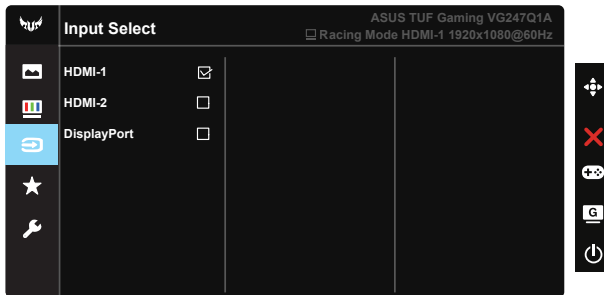 Input Select
ASUS TUF Gaming VG247Q1A
Racing Mode HDMI-1 1920x1080@60Hz
HDMI-1
HDMI-2
DisplayPort
G